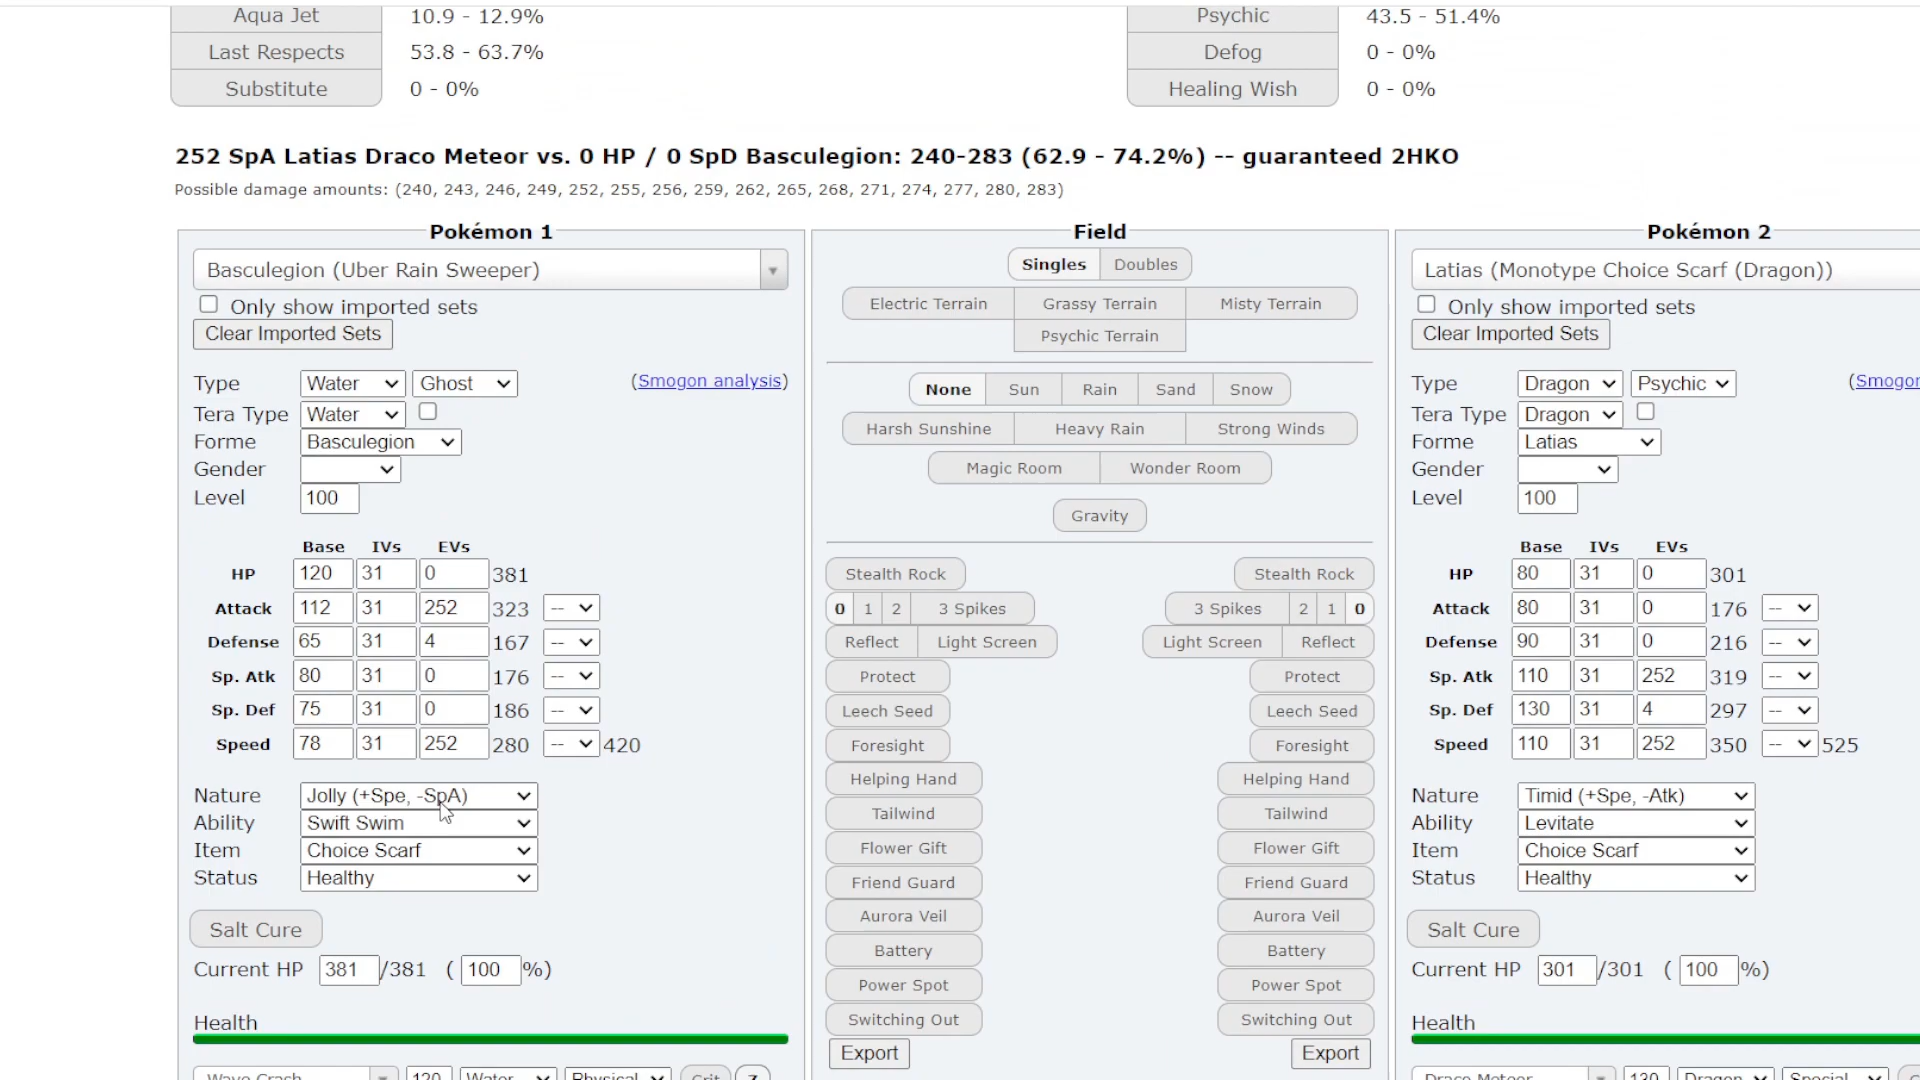 Aqua Jet 10.9 - 12.9% Psychic 43.5 - 51.4%
Last Respects 53.8 - 63.7% Defog 0 - 0%
Substitute 0 - 0% Healing Wish 0 - 0%
252 SpA Latias Draco Meteor vs. 0 HP / 0 SpD Basculegion: 240-283 (62.9 - 74.2%) -- guaranteed 2HKO
Possible damage amounts: (240, 243, 246, 249, 252, 255, 256, 259, 262, 265, 268, 271, 274, 277, 280, 283)
Pokémon 1
Basculegion (Uber Rain Sweeper)
Only show imported sets
Clear Imported Sets
Type Water Ghost (Smogon analysis)
Tera Type Water
Forme Basculegion
Gender
Level 100
Base IVs EVs
HP 120 31 0 381
Attack 112 31 252 323 --
Defense 65 31 4 167 --
Sp. Atk 80 31 0 176 --
Sp. Def 75 31 0 186 --
Speed 78 31 252 280 -- 420
Nature Jolly (+Spe, -SpA)
Ability Swift Swim
Item Choice Scarf
Status Healthy
Salt Cure
Current HP 381 /381 ( 100 %)
Health
Wave Crash 120 Water Physical Crit Z
Field
Singles Doubles
Electric Terrain Grassy Terrain Misty Terrain
Psychic Terrain
None Sun Rain Sand Snow
Harsh Sunshine Heavy Rain Strong Winds
Magic Room Wonder Room
Gravity
Stealth Rock Stealth Rock
0 1 2 3 Spikes 3 Spikes 2 1 0
Reflect Light Screen Light Screen Reflect
Protect Protect
Leech Seed Leech Seed
Foresight Foresight
Helping Hand Helping Hand
Tailwind Tailwind
Flower Gift Flower Gift
Friend Guard Friend Guard
Aurora Veil Aurora Veil
Battery Battery
Power Spot Power Spot
Switching Out Switching Out
Export Export
Pokémon 2
Latias (Monotype Choice Scarf (Dragon))
Only show imported sets
Clear Imported Sets
Type Dragon Psychic (Smogon
Tera Type Dragon
Forme Latias
Gender
Level 100
Base IVs EVs
HP 80 31 0 301
Attack 80 31 0 176 --
Defense 90 31 0 216 --
Sp. Atk 110 31 252 319 --
Sp. Def 130 31 4 297 --
Speed 110 31 252 350 -- 525
Nature Timid (+Spe, -Atk)
Ability Levitate
Item Choice Scarf
Status Healthy
Salt Cure
Current HP 301 /301 ( 100 %)
Health
Draco Meteor 130 Dragon Special